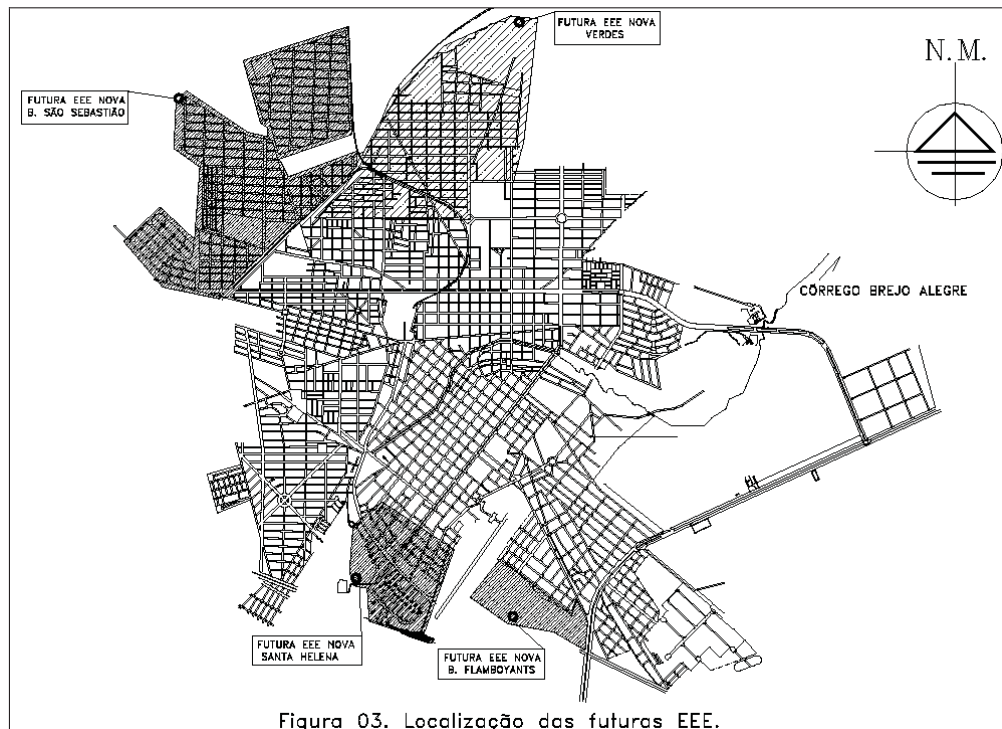 FUTURA EEE NOVA
VERDES
N.M.
FUTURA EEE NOVA
B. SÃO SEBASTIÃO
CÓRREGO BREJO ALEGRE
FUTURA EEE NOVA
SANTA HELENA
FUTURA EEE NOVA
B. FLAMBOYANTS
Figura 03. Localização das futuras EEE.